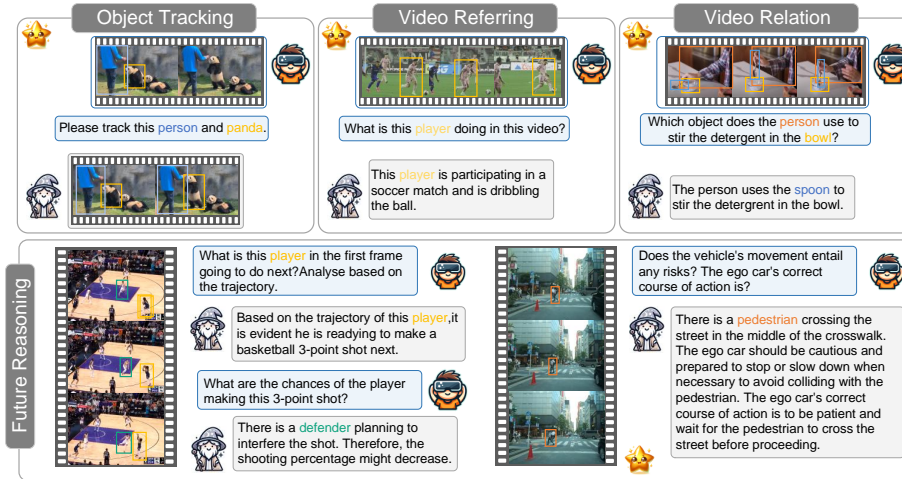 Object Tracking
Please track this person and panda.
Video Referring
What is this player doing in this video?
This player is participating in a
soccer match and is dribbling
the ball.
Video Relation
Which object does the person use to
stir the detergent in the bowl?
The person uses the spoon to
stir the detergrent in the bowl.
Future Reasoning
What is this player in the first frame
going to do next?Analyse based on
the trajectory.
Based on the trajectory of this player,it
is evident he is readying to make a
basketball 3-point shot next.
What are the chances of the player
making this 3-point shot?
There is a defender planning to
interfere the shot. Therefore, the
shooting percentage might decrease.
Does the vehicle's movement entail
any risks? The ego car's correct
course of action is?
There is a pedestrian crossing the
street in the middle of the crosswalk.
The ego car should be cautious and
prepared to stop or slow down when
necessary to avoid colliding with the
pedestrian. The ego car's correct
course of action is to be patient and
wait for the pedestrian to cross the
street before proceeding.